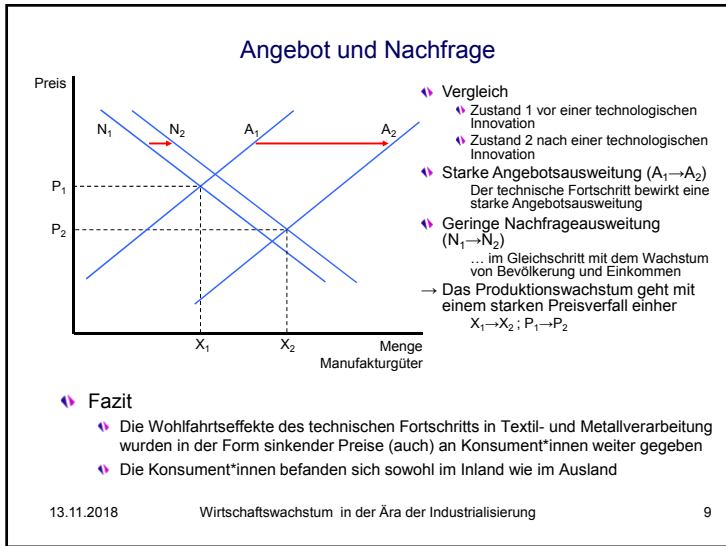 Angebot und Nachfrage
Preis
N₁
N₂
A₁
A₂
P₁
P₂
X₁
X₂
Menge
Manufakturgüter
Vergleich
Zustand 1 vor einer technologischen
Innovation
Zustand 2 nach einer technologischen
Innovation
Starke Angebotsausweitung (A₁→A₂)
Der technische Fortschritt bewirkt eine
starke Angebotsausweitung
Geringe Nachfrageausweitung
(N₁→N₂)
… im Gleichschritt mit dem Wachstum
von Bevölkerung und Einkommen
→ Das Produktionswachstum geht mit
einem starken Preisverfall einher
X₁→X₂ ; P₁→P₂
Fazit
Die Wohlfahrtseffekte des technischen Fortschritts in Textil- und Metallverarbeitung
wurden in der Form sinkender Preise (auch) an Konsument*innen weiter gegeben
Die Konsument*innen befanden sich sowohl im Inland wie im Ausland
13.11.2018 Wirtschaftswachstum in der Ära der Industrialisierung 9